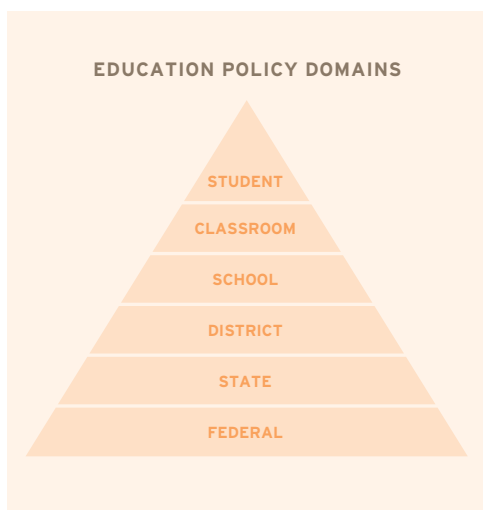 EDUCATION POLICY DOMAINS
STUDENT
CLASSROOM
SCHOOL
DISTRICT
STATE
FEDERAL